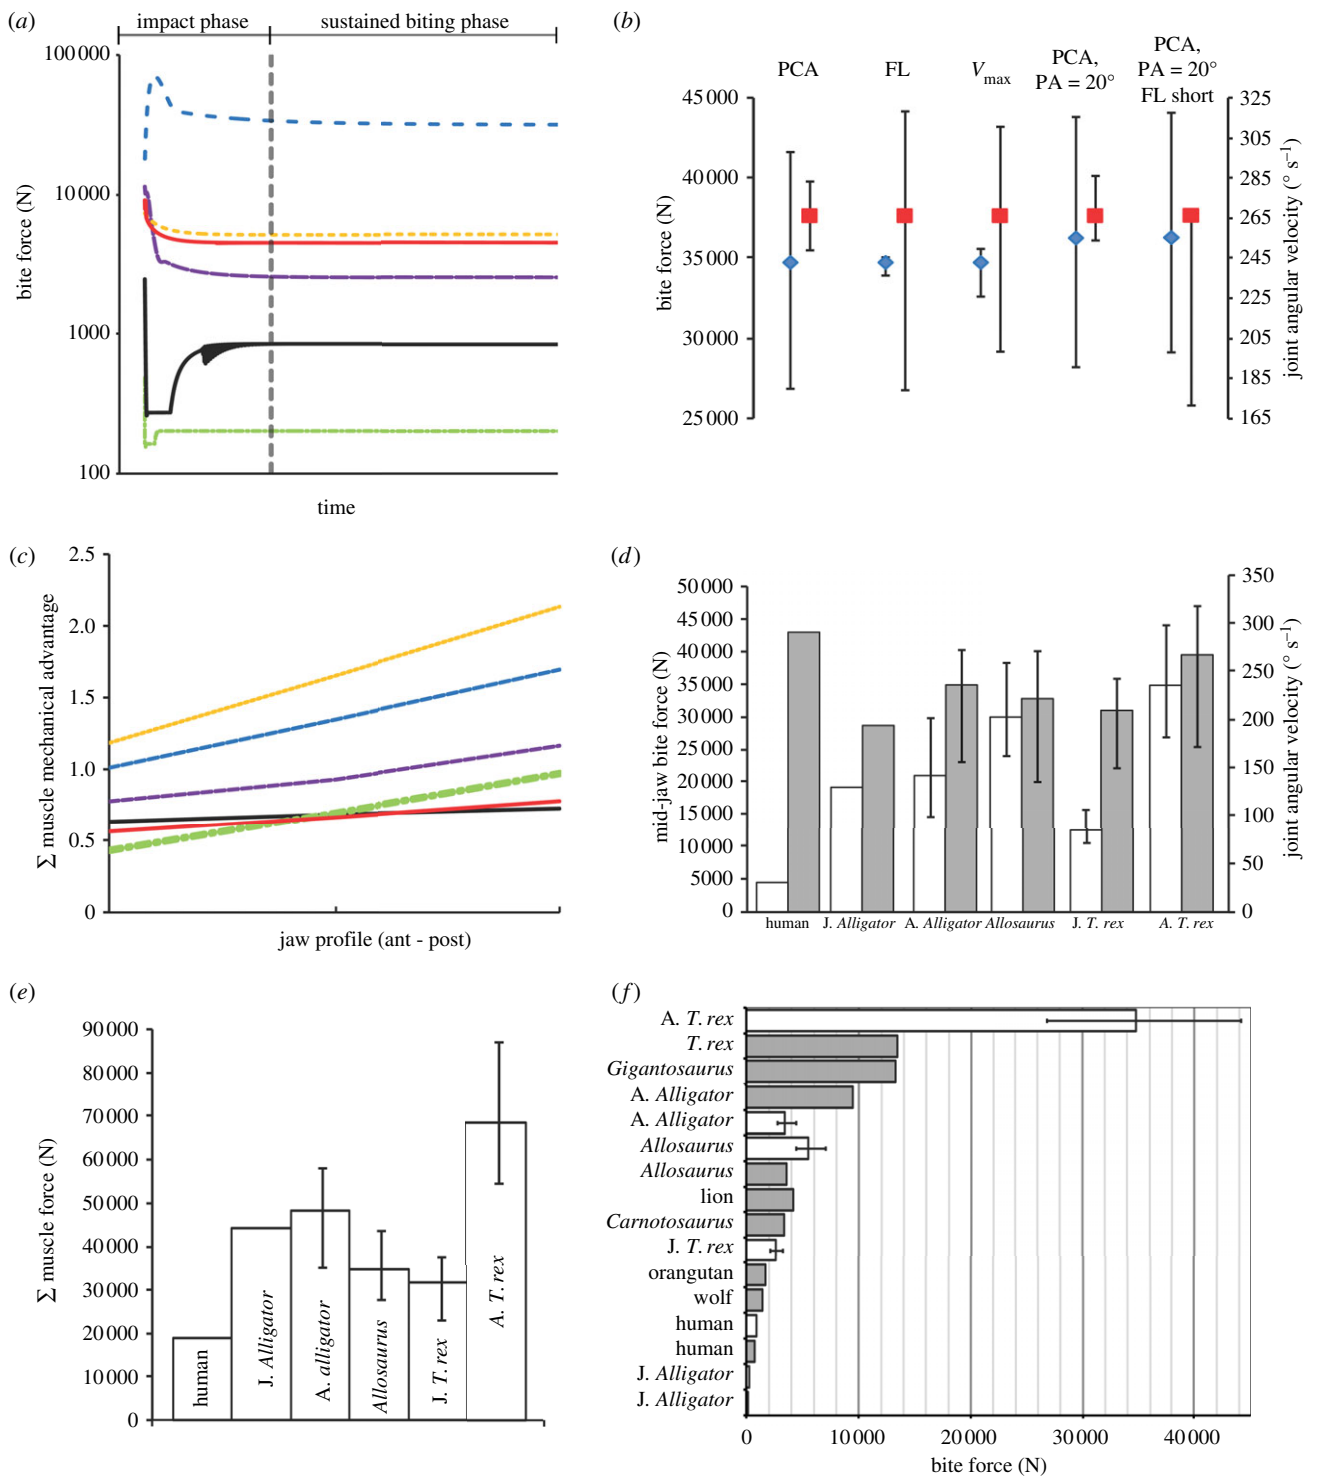 (a)
impact phase
sustained biting phase
100 000
10 000
1000
100
bite force (N)
time
(b)
PCA
FL
Vmax
PCA,
PA = 20°
PCA,
PA = 20°
FL short
45 000
40 000
35 000
30 000
25 000
bite force (N)
325
305
285
265
245
225
205
185
165
joint angular velocity (° s–1)
(c)
2.5
2.0
1.5
1.0
0.5
0
∑ muscle mechanical advantage
jaw profile (ant - post)
(d)
50 000
45 000
40 000
35 000
30 000
25 000
20 000
15 000
10 000
5000
0
mid-jaw bite force (N)
350
300
250
200
150
100
50
0
joint angular velocity (° s–1)
human
J. Alligator
A. Alligator
Allosaurus
J. T. rex
A. T. rex
(e)
90 000
80 000
70 000
60 000
50 000
40 000
30 000
20 000
10 000
0
∑ muscle force (N)
human
J. Alligator
A. alligator
Allosaurus
J. T. rex
A. T. rex
(f)
A. T. rex
T. rex
Gigantosaurus
A. Alligator
A. Alligator
Allosaurus
Allosaurus
lion
Carnotosaurus
J. T. rex
orangutan
wolf
human
human
J. Alligator
J. Alligator
0
10 000
20 000
30 000
40 000
bite force (N)